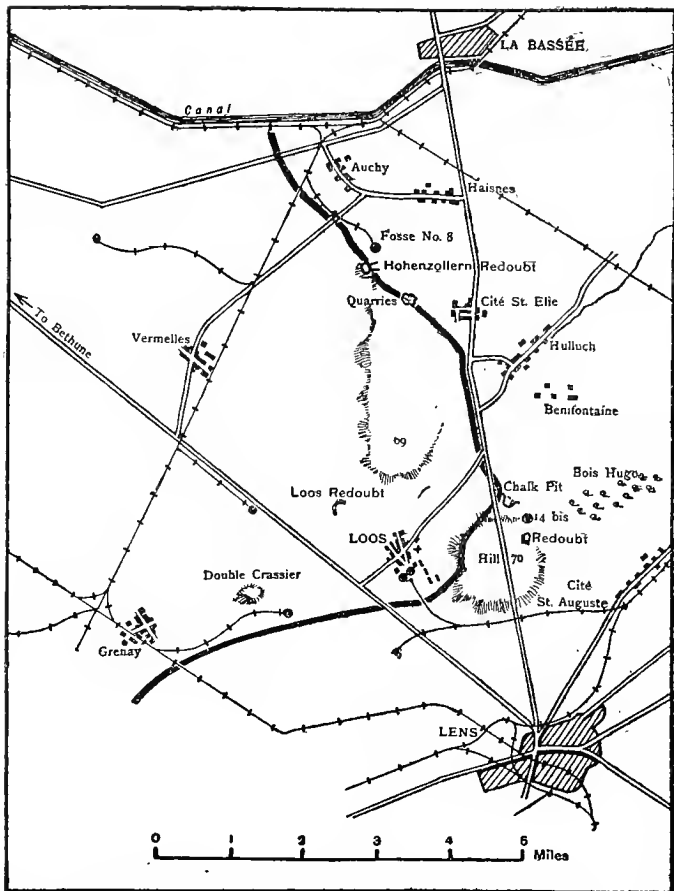 LA BASSÉE
Canal
Auchy
Haisnes
Fosse No. 8
Hohenzollern Redoubt
Quarries
Cité St. Elie
To Bethune
Vermelles
Hulluch
Benifontaine
69
Bois Hugo
Chalk Pit
Loos Redoubt
14 bis
LOOS
Redoubt
Hill 70
Double Crassier
Cité
St. Auguste
Grenay
LENS
0 1 2 3 4 5
Miles